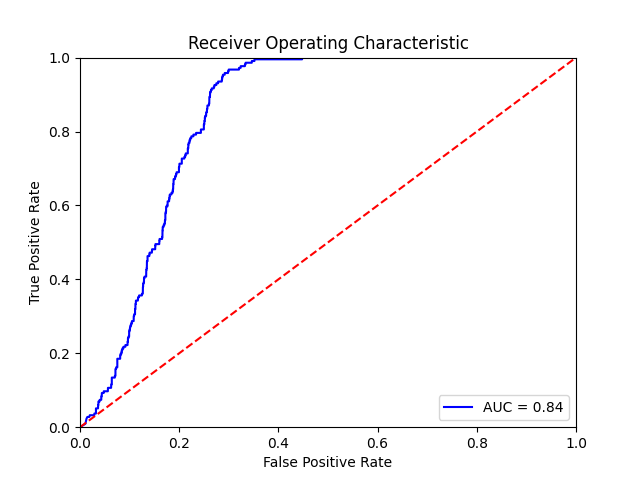 Receiver Operating Characteristic
1.0
0.8
0.6
0.4
0.2
0.0
True Positive Rate
AUC = 0.84
0.0 0.2 0.4 0.6 0.8 1.0
False Positive Rate